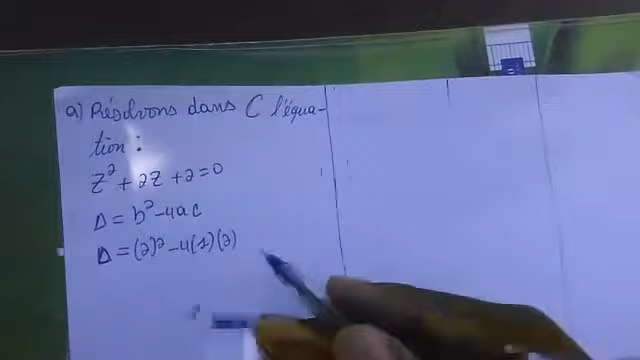 a) Résolvons dans C l'équa-
tion :
Z² + 2Z + 2 = 0
Δ = b² - 4ac
Δ = (2)² - 4(1)(2)